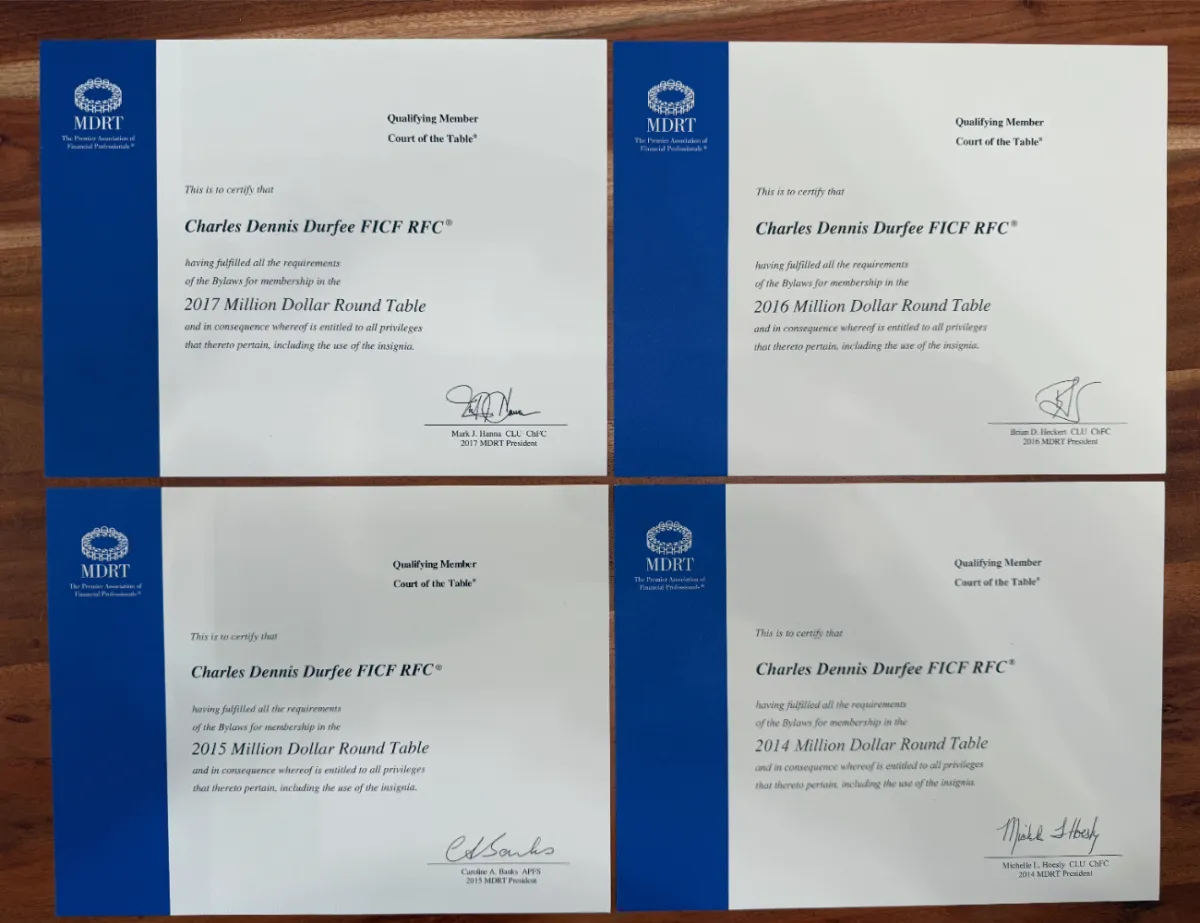 MDRT
The Premier Association of
Financial Professionals®
Qualifying Member
Court of the Table®
This is to certify that
Charles Dennis Durfee FICF RFC®
having fulfilled all the requirements
of the Bylaws for membership in the
2017 Million Dollar Round Table
and in consequence whereof is entitled to all privileges
that thereto pertain, including the use of the insignia.
Mark J. Hanna CLU ChFC
2017 MDRT President
MDRT
The Premier Association of
Financial Professionals®
Qualifying Member
Court of the Table®
This is to certify that
Charles Dennis Durfee FICF RFC®
having fulfilled all the requirements
of the Bylaws for membership in the
2016 Million Dollar Round Table
and in consequence whereof is entitled to all privileges
that thereto pertain, including the use of the insignia.
Brian D. Heckert CLU ChFC
2016 MDRT President
MDRT
The Premier Association of
Financial Professionals®
Qualifying Member
Court of the Table®
This is to certify that
Charles Dennis Durfee FICF RFC®
having fulfilled all the requirements
of the Bylaws for membership in the
2015 Million Dollar Round Table
and in consequence whereof is entitled to all privileges
that thereto pertain, including the use of the insignia.
CABanks
Caroline A. Banks APFS
2015 MDRT President
MDRT
The Premier Association of
Financial Professionals®
Qualifying Member
Court of the Table®
This is to certify that
Charles Dennis Durfee FICF RFC®
having fulfilled all the requirements
of the Bylaws for membership in the
2014 Million Dollar Round Table
and in consequence whereof is entitled to all privileges
that thereto pertain, including the use of the insignia.
Michelle L. Hoesly CLU ChFC
2014 MDRT President